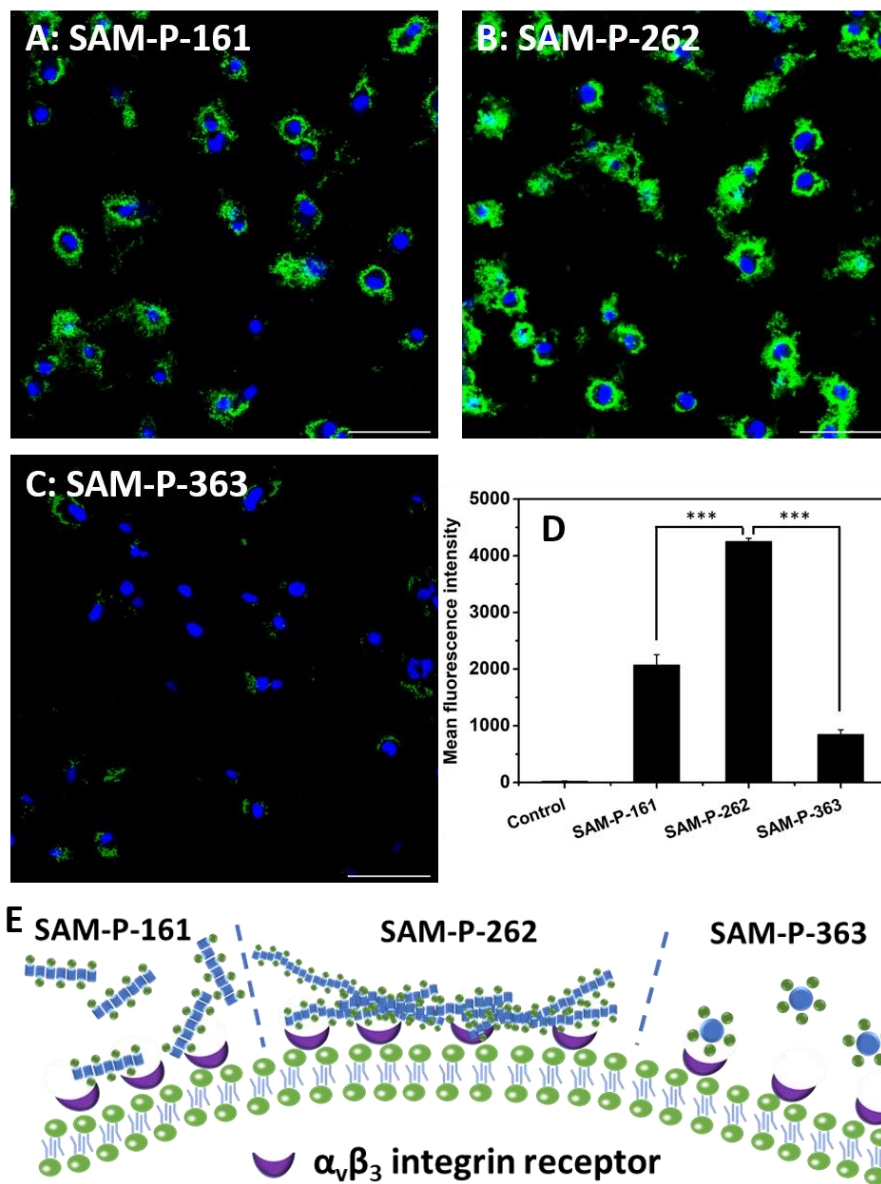 A: SAM-P-161
B: SAM-P-262
C: SAM-P-363
D
Mean fluorescence intensity
5000
4000
3000
2000
1000
0
***
***
Control
SAM-P-161
SAM-P-262
SAM-P-363
E
SAM-P-161
SAM-P-262
SAM-P-363
αᵥβ₃ integrin receptor